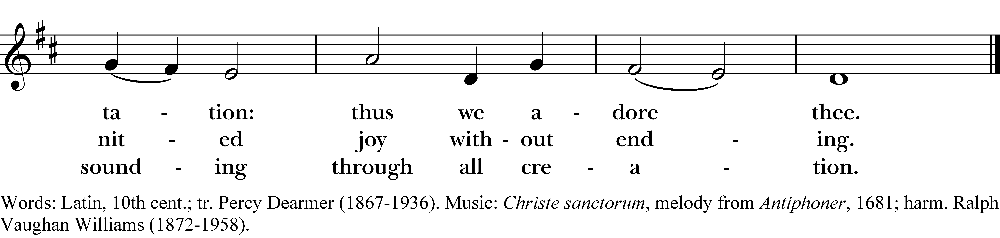 ta - tion: thus we a - dore thee.
nit - ed joy with - out end - ing.
sound - ing through all cre - a - tion.
Words: Latin, 10th cent.; tr. Percy Dearmer (1867-1936). Music: Christe sanctorum, melody from Antiphoner, 1681; harm. Ralph
Vaughan Williams (1872-1958).